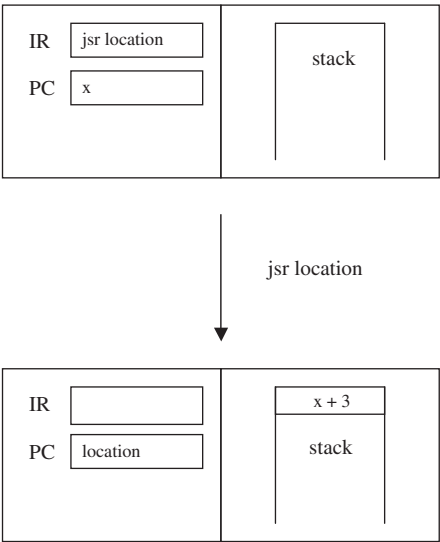 IR jsr location
stack
PC x
jsr location
IR x + 3
PC location stack